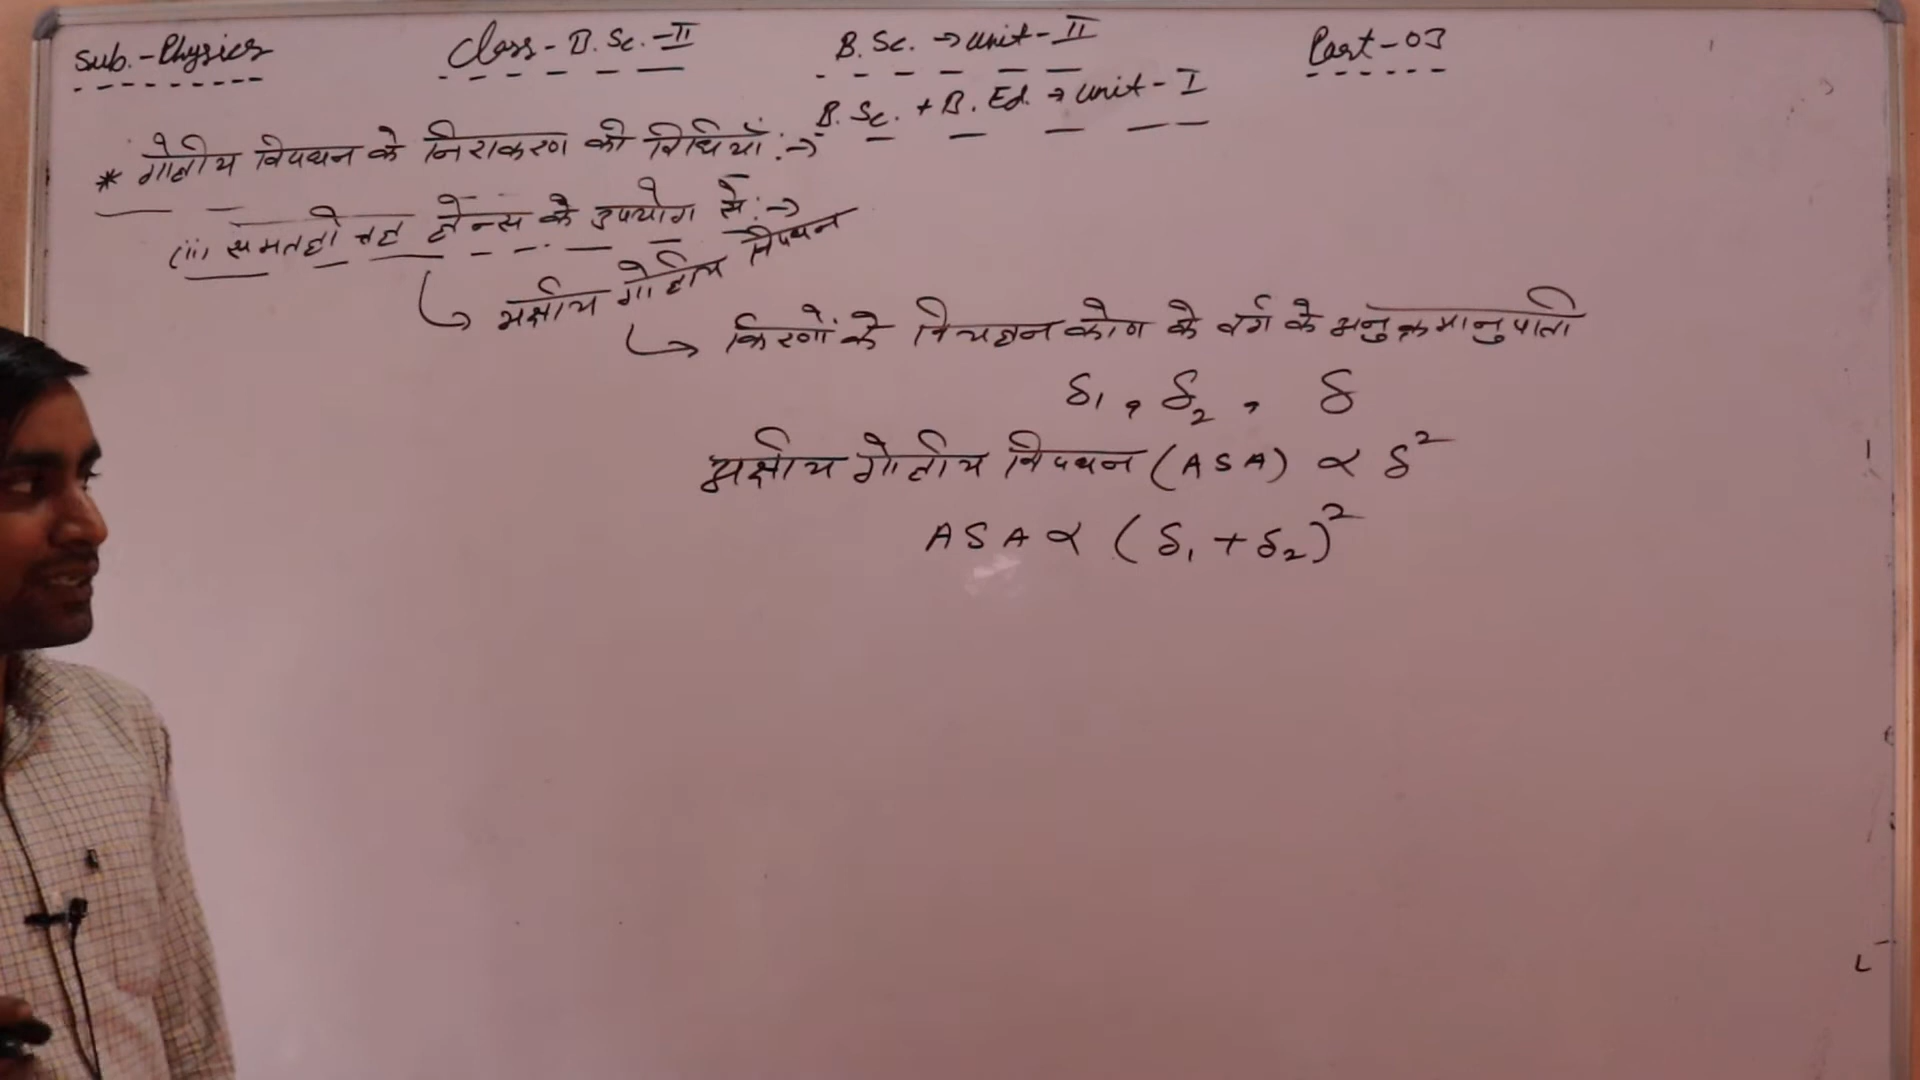 Sub.-Physics Class-B.Sc.-II B.Sc. → unit-II Part-03
B.Sc. + B.Ed. → unit-I
* गोलीय विपथन के निराकरण की विधियाँ :→
(ii) समतलोत्तल लेन्स के उपयोग से :→
अक्षीय गोलीय विपथन
किरणों के विचलन कोण के वर्ग के अनुक्रमानुपाती
δ₁, δ₂, δ
अक्षीय गोलीय विपथन (ASA) ∝ δ²
ASA ∝ (δ₁ + δ₂)²